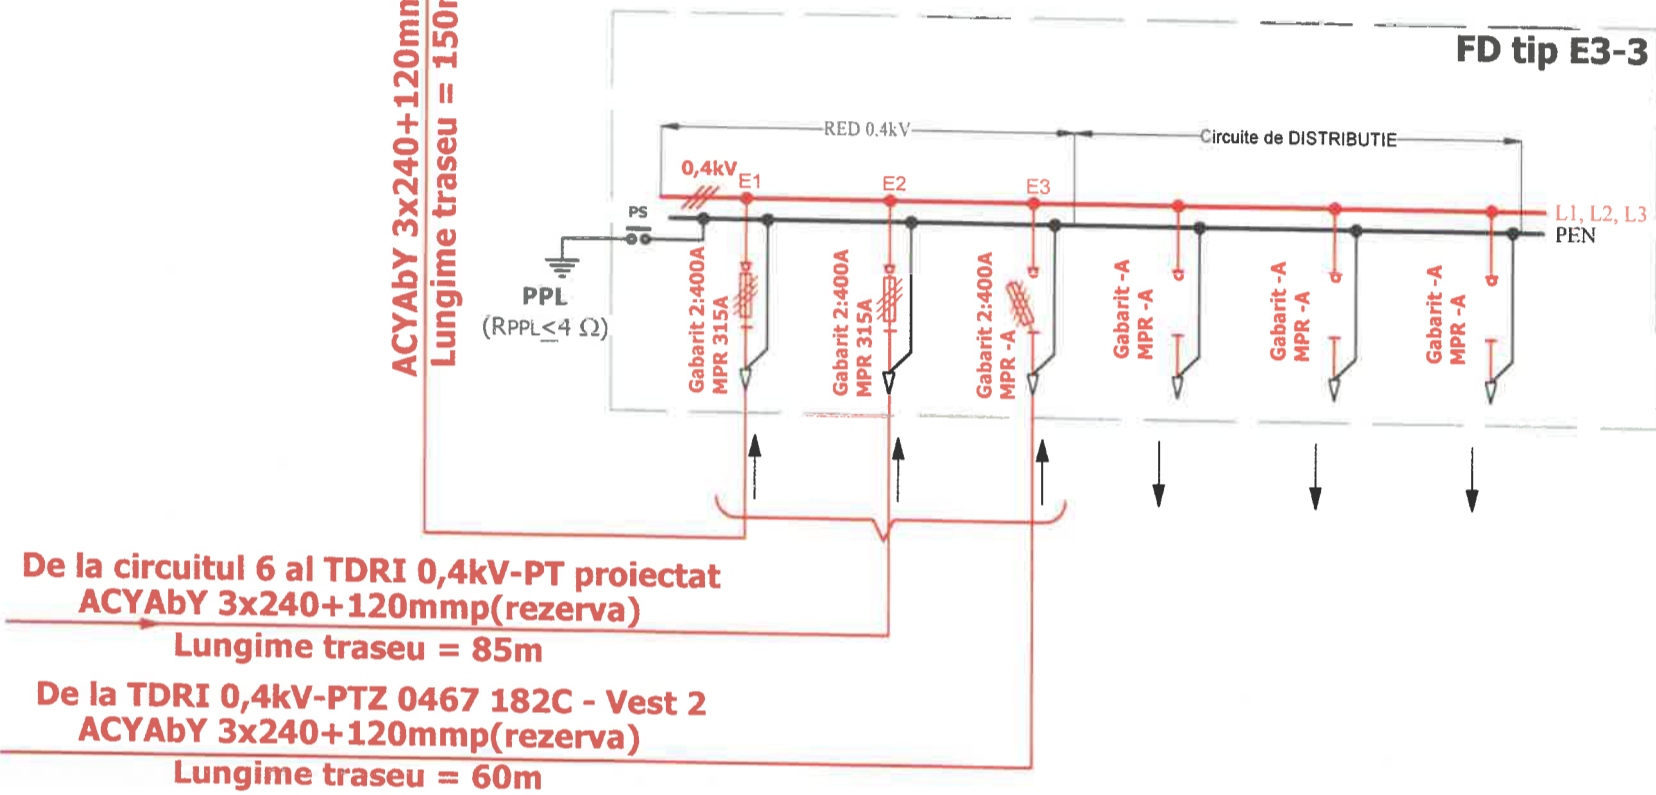 ACYAbY 3x240+120mm
Lungime traseu = 150
FD tip E3-3
RED 0.4kV
Circuite de DISTRIBUTIE
0,4kV
E1
E2
E3
L1, L2, L3
PEN
PS
PPL
(RPPL≤4 Ω)
Gabarit 2:400A
MPR 315A
Gabarit 2:400A
MPR 315A
Gabarit 2:400A
MPR -A
Gabarit -A
MPR -A
Gabarit -A
MPR -A
Gabarit -A
MPR -A
De la circuitul 6 al TDRI 0,4kV-PT proiectat
ACYAbY 3x240+120mmp(rezerva)
Lungime traseu = 85m
De la TDRI 0,4kV-PTZ 0467 182C - Vest 2
ACYAbY 3x240+120mmp(rezerva)
Lungime traseu = 60m